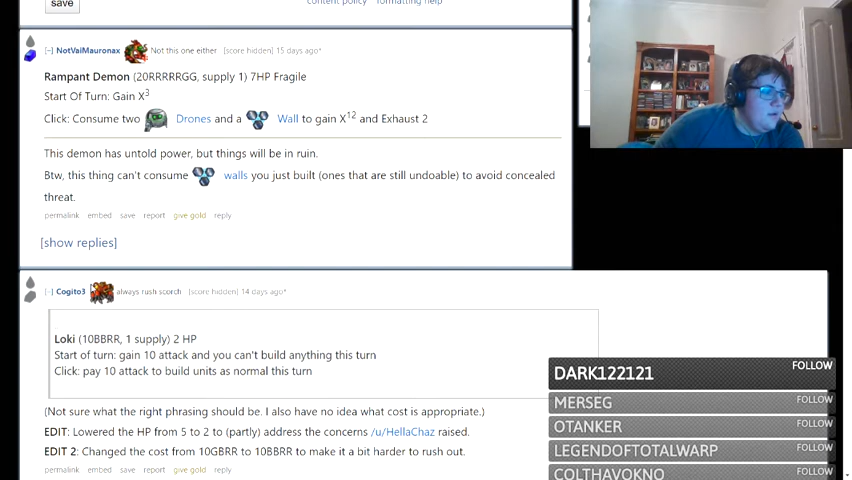 save
content policy formatting help
[–] NotVaiMauronax Not this one either [score hidden] 15 days ago*
Rampant Demon (20RRRRRGG, supply 1) 7HP Fragile
Start Of Turn: Gain X3
Click: Consume two Drones and a Wall to gain X12 and Exhaust 2
This demon has untold power, but things will be in ruin.
Btw, this thing can't consume walls you just built (ones that are still undoable) to avoid concealed
threat.
permalink embed save report give gold reply
[show replies]
[–] Cogito3 always rush scorch [score hidden] 14 days ago*
Loki (10BBRR, 1 supply) 2 HP
Start of turn: gain 10 attack and you can't build anything this turn
Click: pay 10 attack to build units as normal this turn
(Not sure what the right phrasing should be. I also have no idea what cost is appropriate.)
EDIT: Lowered the HP from 5 to 2 to (partly) address the concerns /u/HellaChaz raised.
EDIT 2: Changed the cost from 10GBRR to 10BBRR to make it a bit harder to rush out.
permalink embed save report give gold reply
DARK122121 FOLLOW
MERSEG FOLLOW
OTANKER FOLLOW
LEGENDOFTOTALWARP FOLLOW
COLTHAVOKNO FOLLOW